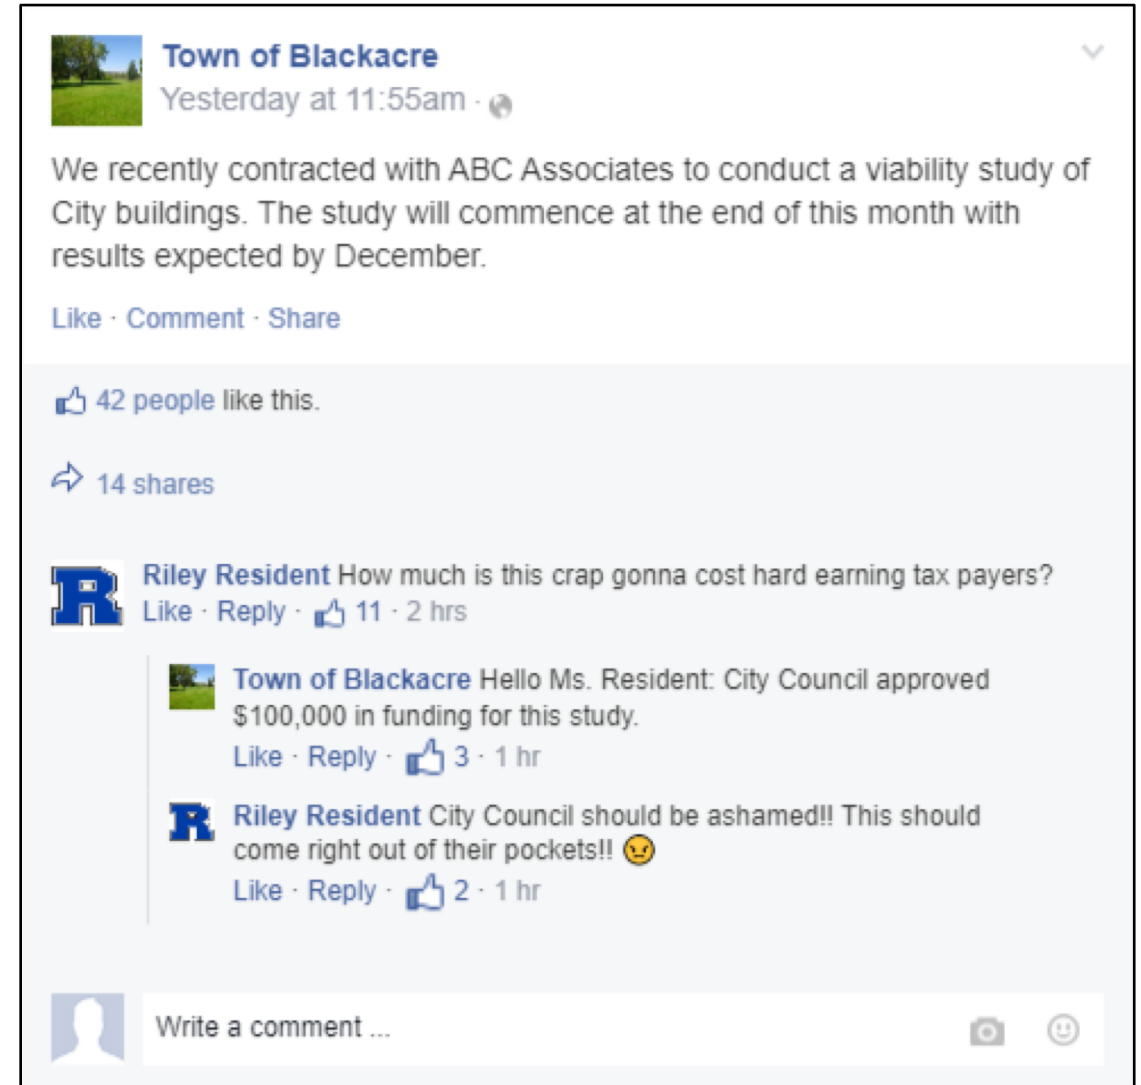 Town of Blackacre
Yesterday at 11:55am ·
We recently contracted with ABC Associates to conduct a viability study of
City buildings. The study will commence at the end of this month with
results expected by December.
Like · Comment · Share
42 people like this.
14 shares
R
Riley Resident How much is this crap gonna cost hard earning tax payers?
Like · Reply · 11 · 2 hrs
Town of Blackacre Hello Ms. Resident: City Council approved
$100,000 in funding for this study.
Like · Reply · 3 · 1 hr
R
Riley Resident City Council should be ashamed!! This should
come right out of their pockets!! 😠
Like · Reply · 2 · 1 hr
Write a comment ...